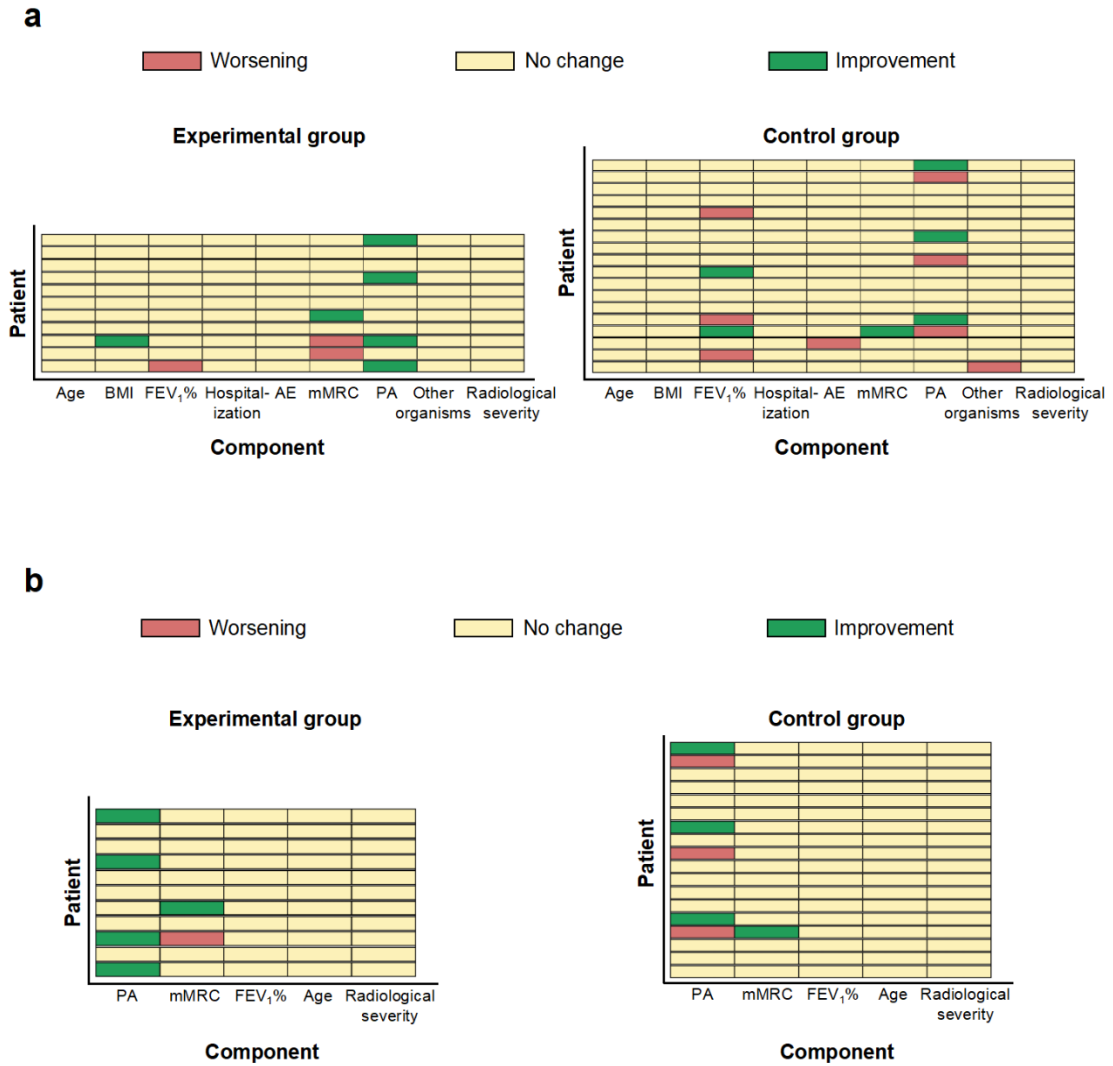 a
Worsening No change Improvement
Experimental group Control group
Patient
Patient
Age BMI FEV₁% Hospital- AE mMRC PA Other Radiological
ization organisms severity
Component
Age BMI FEV₁% Hospital- AE mMRC PA Other Radiological
ization organisms severity
Component
b
Worsening No change Improvement
Experimental group Control group
Patient
Patient
PA mMRC FEV₁% Age Radiological
severity
Component
PA mMRC FEV₁% Age Radiological
severity
Component